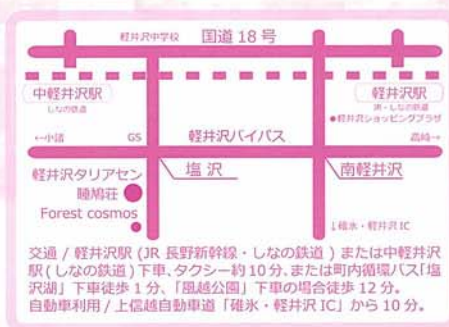 軽井沢中学校 国道18号
中軽井沢駅
しなの鉄道
軽井沢駅
JR・しなの鉄道
●軽井沢ショッピングプラザ
←小諸 GS 軽井沢バイパス 高崎→
塩沢 南軽井沢
軽井沢タリアセン
睡鳩荘
Forest cosmos
↓碓氷・軽井沢IC
交通 / 軽井沢駅 (JR 長野新幹線・しなの鉄道 ) または中軽井沢
駅 ( しなの鉄道 ) 下車、タクシー約 10 分、または町内循環バス「塩
沢湖」下車徒歩 1 分、「風越公園」下車の場合徒歩 12 分。
自動車利用 / 上信越自動車道「碓氷・軽井沢 IC」から 10 分。